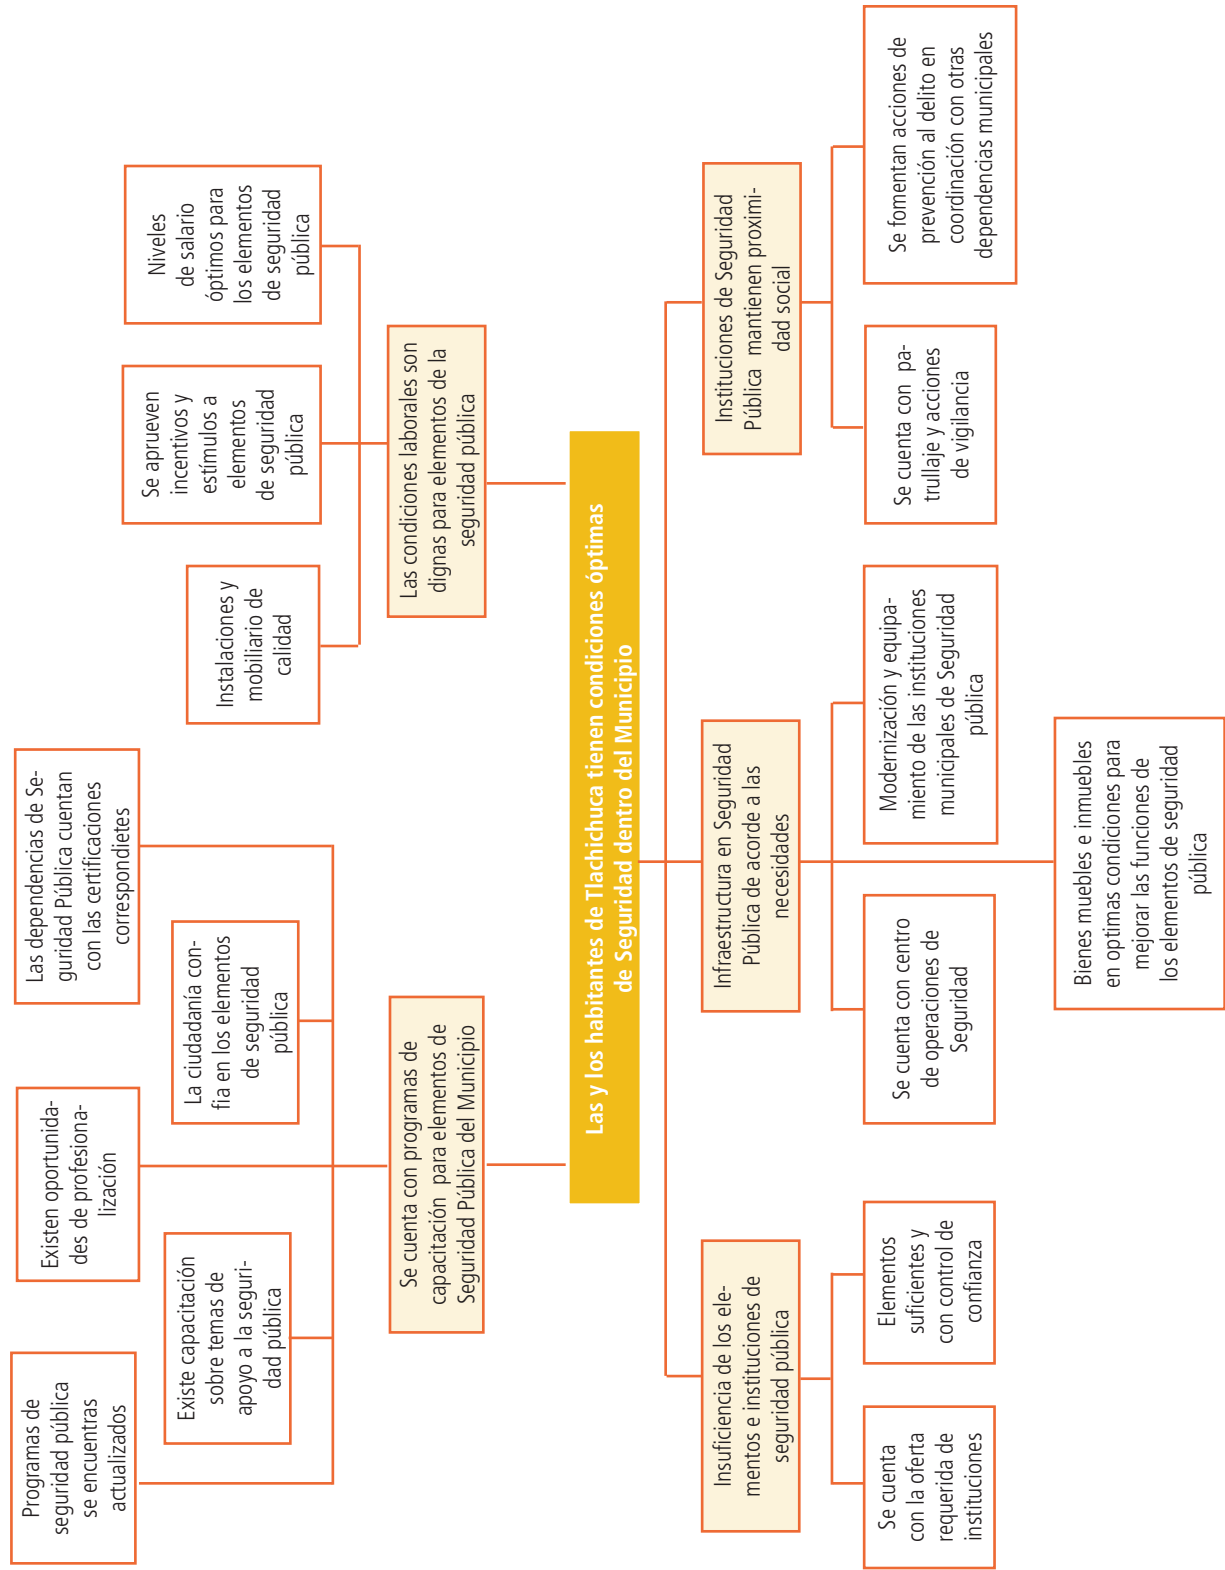 Programas de
seguridad pública
se encuentras
actualizados
Existen oportunida-
des de profesiona-
lización
Las dependencias de Se-
guridad Pública cuentan
con las certificaciones
correspondietes
Existe capacitación
sobre temas de
apoyo a la seguri-
dad pública
La ciudadanía con-
fia en los elementos
de seguridad
pública
Instalaciones y
mobiliario de
calidad
Se aprueven
incentivos y
estímulos a
elementos
de seguridad
pública
Niveles
de salario
óptimos para
los elementos
de seguridad
pública
Se cuenta con programas de
capacitación para elementos de
Seguridad Pública del Municipio
Las condiciones laborales son
dignas para elementos de la
seguridad pública
Las y los habitantes de Tlachichuca tienen condiciones óptimas
de Seguridad dentro del Municipio
Insuficiencia de los ele-
mentos e instituciones de
seguridad pública
Infraestructura en Seguridad
Pública de acorde a las
necesidades
Instituciones de Seguridad
Pública mantienen proximi-
dad social
Se cuenta
con la oferta
requerida de
instituciones
Elementos
suficientes y
con control de
confianza
Se cuenta con centro
de operaciones de
Seguridad
Modernización y equipa-
miento de las instituciones
municipales de Seguridad
pública
Se cuenta con pa-
trullaje y acciones
de vigilancia
Se fomentan acciones de
prevención al delito en
coordinación con otras
dependencias municipales
Bienes muebles e inmuebles
en optimas condiciones para
mejorar las funciones de
los elementos de seguridad
pública